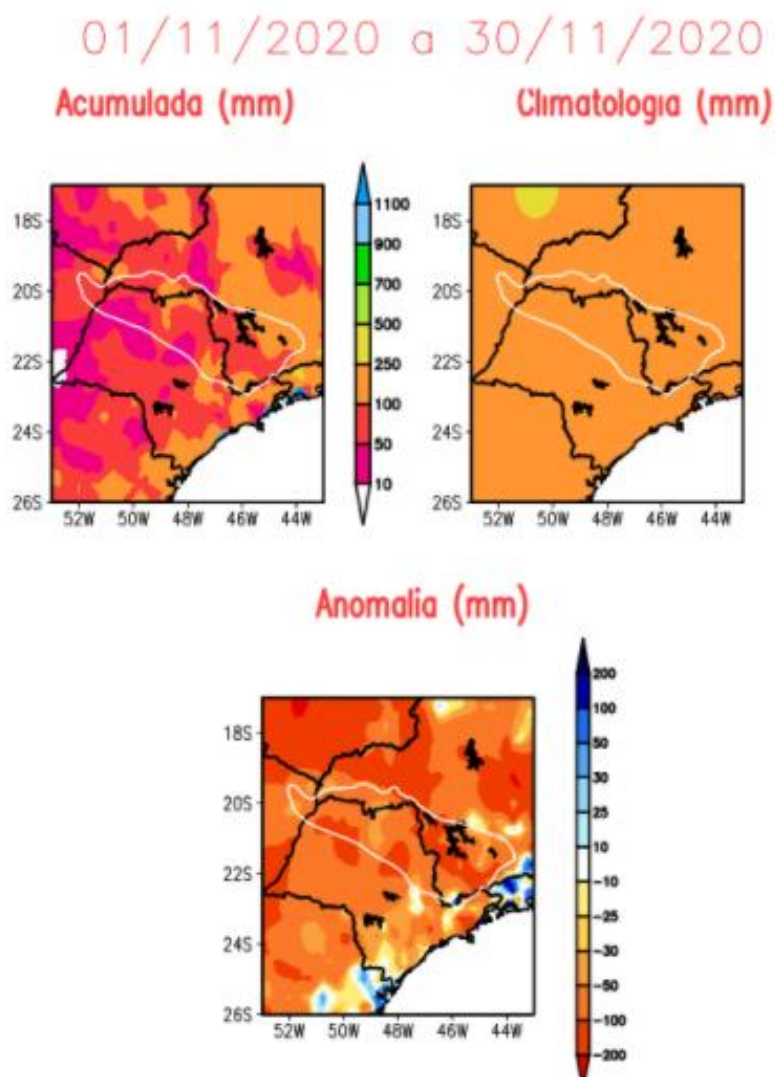 01/11/2020 a 30/11/2020
Acumulada (mm)
Climatologia (mm)
18S
20S
22S
24S
26S
52W 50W 48W 46W 44W
1100
900
700
500
250
100
50
10
18S
20S
22S
24S
26S
52W 50W 48W 46W 44W
Anomalia (mm)
18S
20S
22S
24S
26S
52W 50W 48W 46W 44W
200
100
50
30
25
10
-10
-25
-30
-50
-100
-200